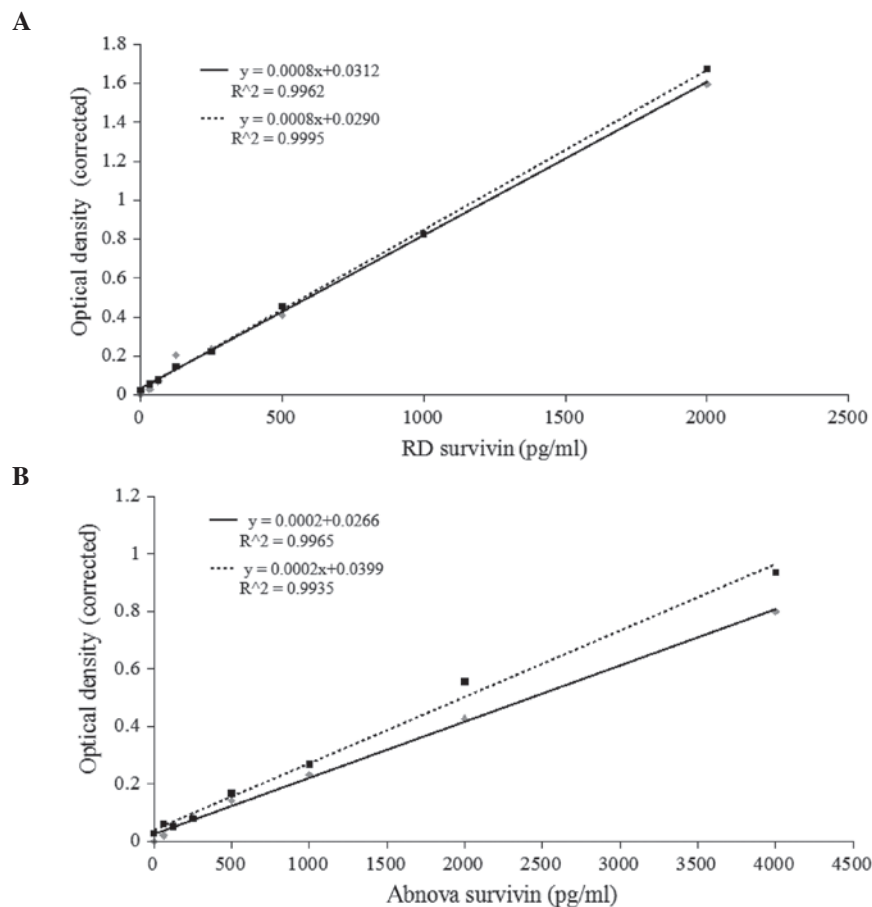 A
1.8
1.6
1.4
1.2
1
0.8
0.6
0.4
0.2
0
Optical density (corrected)
y = 0.0008x+0.0312
R^2 = 0.9962
y = 0.0008x+0.0290
R^2 = 0.9995
0 500 1000 1500 2000 2500
RD survivin (pg/ml)
B
1.2
1
0.8
0.6
0.4
0.2
0
Optical density (corrected)
y = 0.0002+0.0266
R^2 = 0.9965
y = 0.0002x+0.0399
R^2 = 0.9935
0 500 1000 1500 2000 2500 3000 3500 4000 4500
Abnova survivin (pg/ml)